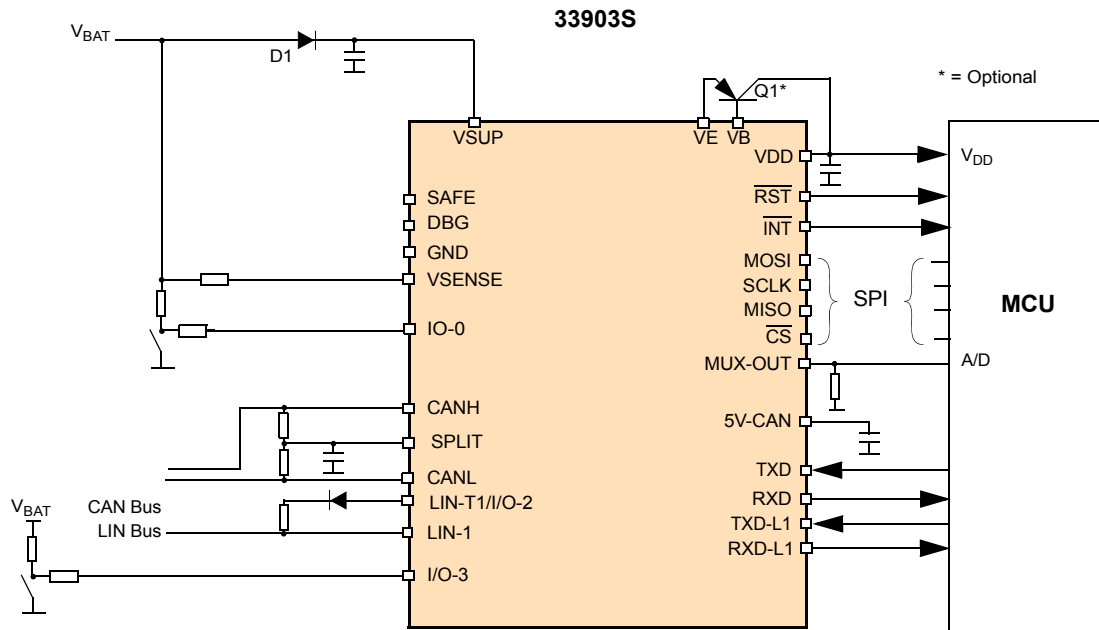 33903S
VBAT
D1
Q1*
* = Optional
VSUP
VE
VB
VDD
VDD
SAFE
RST
DBG
INT
GND
MOSI
VSENSE
SCLK
SPI
MCU
MISO
IO-0
CS
MUX-OUT
A/D
CANH
5V-CAN
SPLIT
TXD
CANL
VBAT
CAN Bus
LIN-T1/I/O-2
RXD
LIN Bus
LIN-1
TXD-L1
RXD-L1
I/O-3